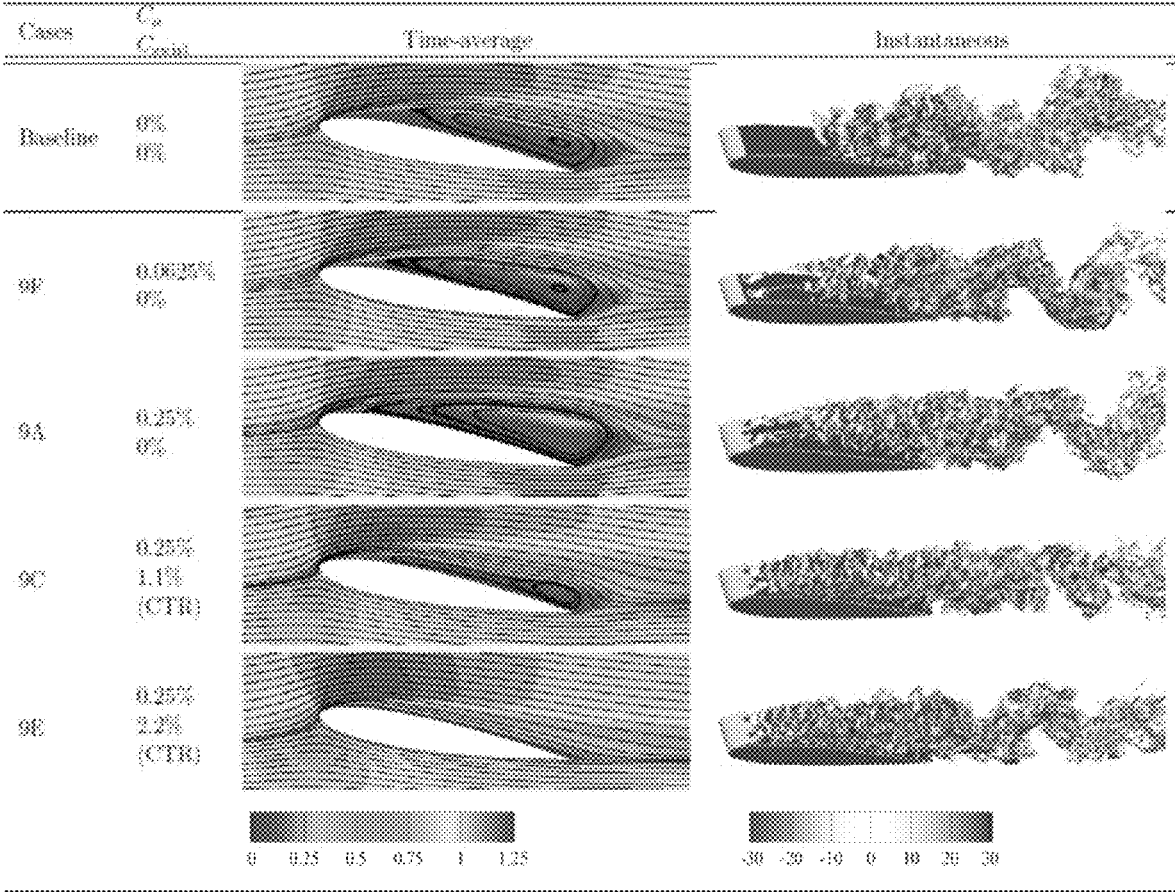 Cases
Cμ
Time-average
Instantaneous
Baseline
0%
0%
9F
0.0625%
0%
9A
0.25%
0%
9C
0.25%
1.1%
(CTR)
9E
0.25%
2.2%
(CTR)
0 0.25 0.5 0.75 1 1.25
-30 -20 -10 0 10 20 30